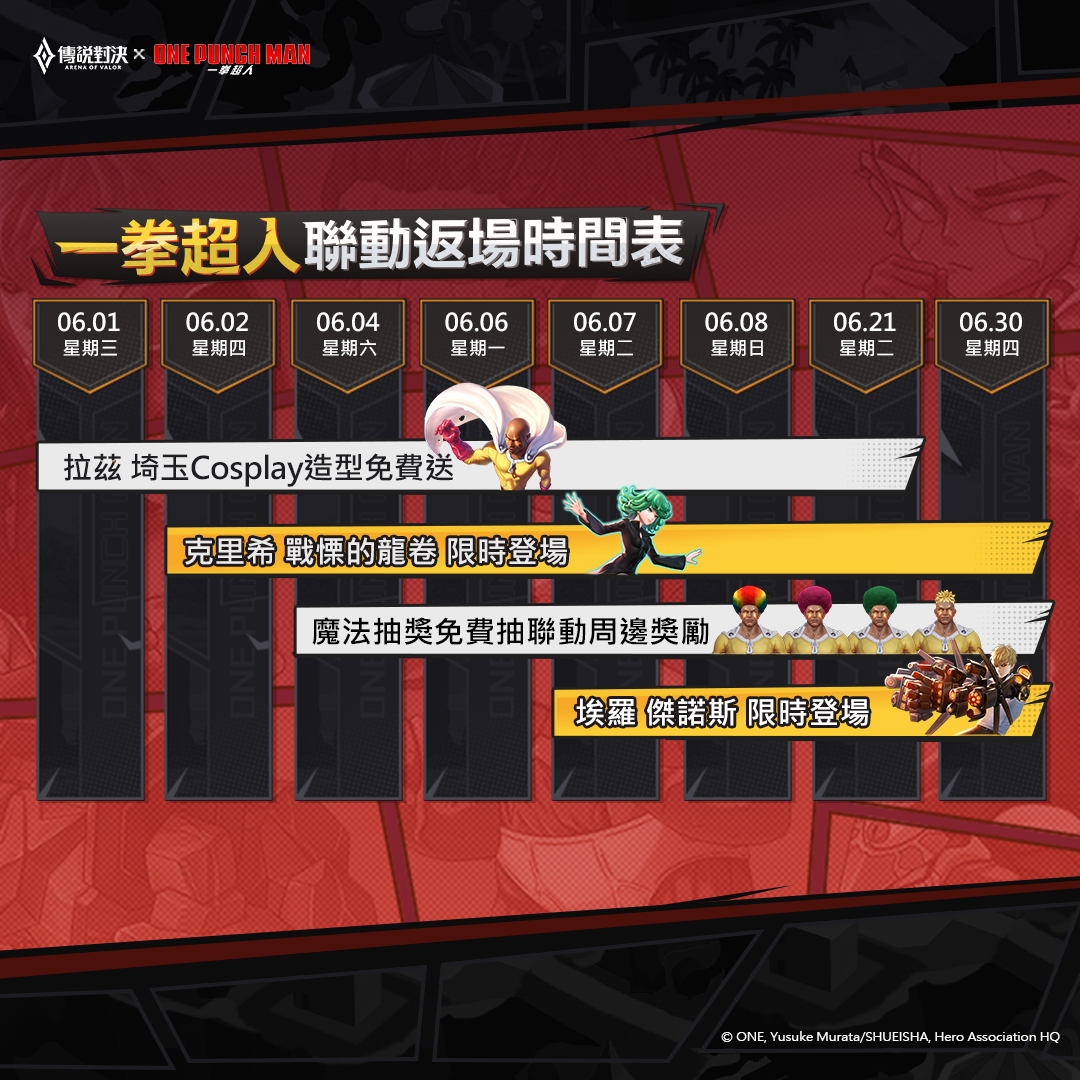 傳說對決 × ONE PUNCH MAN
ARENA OF VALOR
一拳超人
一拳超人聯動返場時間表
06.01 06.02 06.04 06.06 06.07 06.08 06.21 06.30
星期三 星期四 星期六 星期一 星期二 星期日 星期二 星期四
拉茲 埼玉Cosplay造型免費送
克里希 戰慄的龍卷 限時登場
魔法抽獎免費抽聯動周邊獎勵
埃羅 傑諾斯 限時登場
© ONE, Yusuke Murata/SHUEISHA, Hero Association HQ